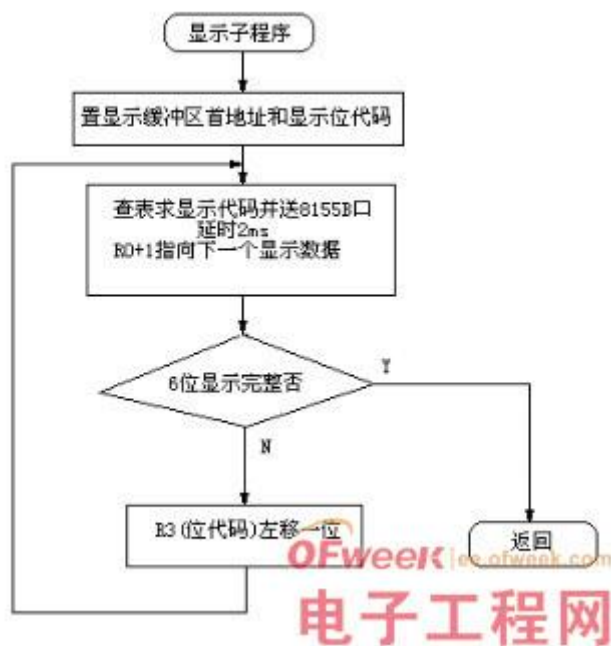 显示子程序
置显示缓冲区首地址和显示位代码
查表求显示代码并送8155B口
延时2ms
R0+1指向下一个显示数据
6位显示完整否
Y
N
R3(位代码)左移一位
返回
OFweek ee.ofweek.com
电子工程网